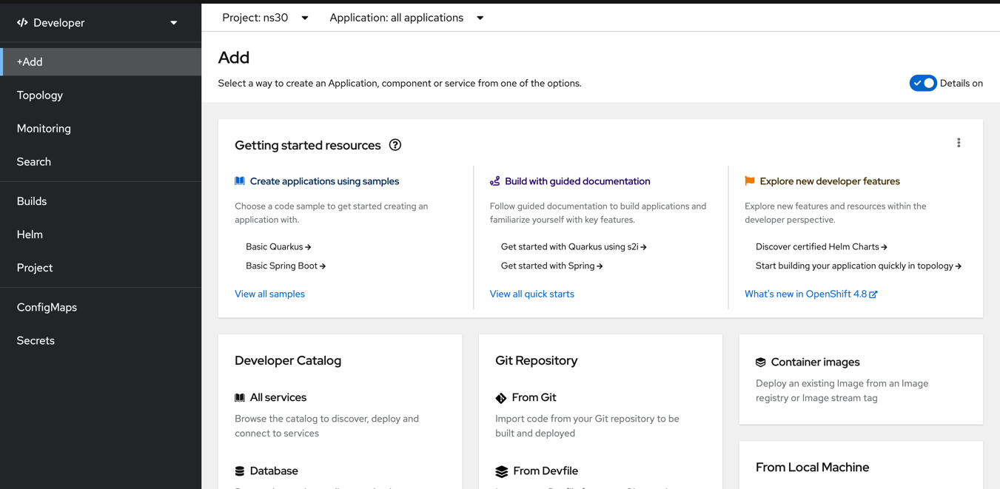 Developer
+Add
Topology
Monitoring
Search
Builds
Helm
Project
ConfigMaps
Secrets
Project: ns30
Application: all applications
Add
Select a way to create an Application, component or service from one of the options.
Details on
Getting started resources
Create applications using samples
Choose a code sample to get started creating an
application with.
Basic Quarkus →
Basic Spring Boot →
View all samples
Build with guided documentation
Follow guided documentation to build applications and
familiarize yourself with key features.
Get started with Quarkus using s2i →
Get started with Spring →
View all quick starts
Explore new developer features
Explore new features and resources within the
developer perspective.
Discover certified Helm Charts →
Start building your application quickly in topology →
What's new in OpenShift 4.8
Developer Catalog
All services
Browse the catalog to discover, deploy and
connect to services
Database
Git Repository
From Git
Import code from your Git repository to be
built and deployed
From Devfile
Container images
Deploy an existing Image from an Image
registry or Image stream tag
From Local Machine